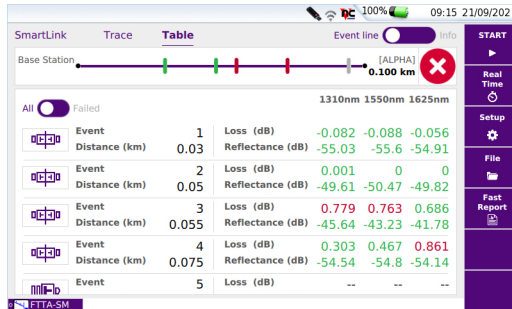 100% 09:15 21/09/202
SmartLink Trace Table Event line Info
Base Station [ALPHA]
0.100 km
All Failed 1310nm 1550nm 1625nm
Event 1 Loss (dB) -0.082 -0.088 -0.056
Distance (km) 0.03 Reflectance (dB) -55.03 -55.6 -54.91
Event 2 Loss (dB) 0.001 0 0
Distance (km) 0.05 Reflectance (dB) -49.61 -50.47 -49.82
Event 3 Loss (dB) 0.779 0.763 0.686
Distance (km) 0.055 Reflectance (dB) -45.64 -43.23 -41.78
Event 4 Loss (dB) 0.303 0.467 0.861
Distance (km) 0.075 Reflectance (dB) -54.54 -54.8 -54.14
Event 5 Loss (dB) -- -- --
FTTA-SM
START
Real
Time
Setup
File
Fast
Report